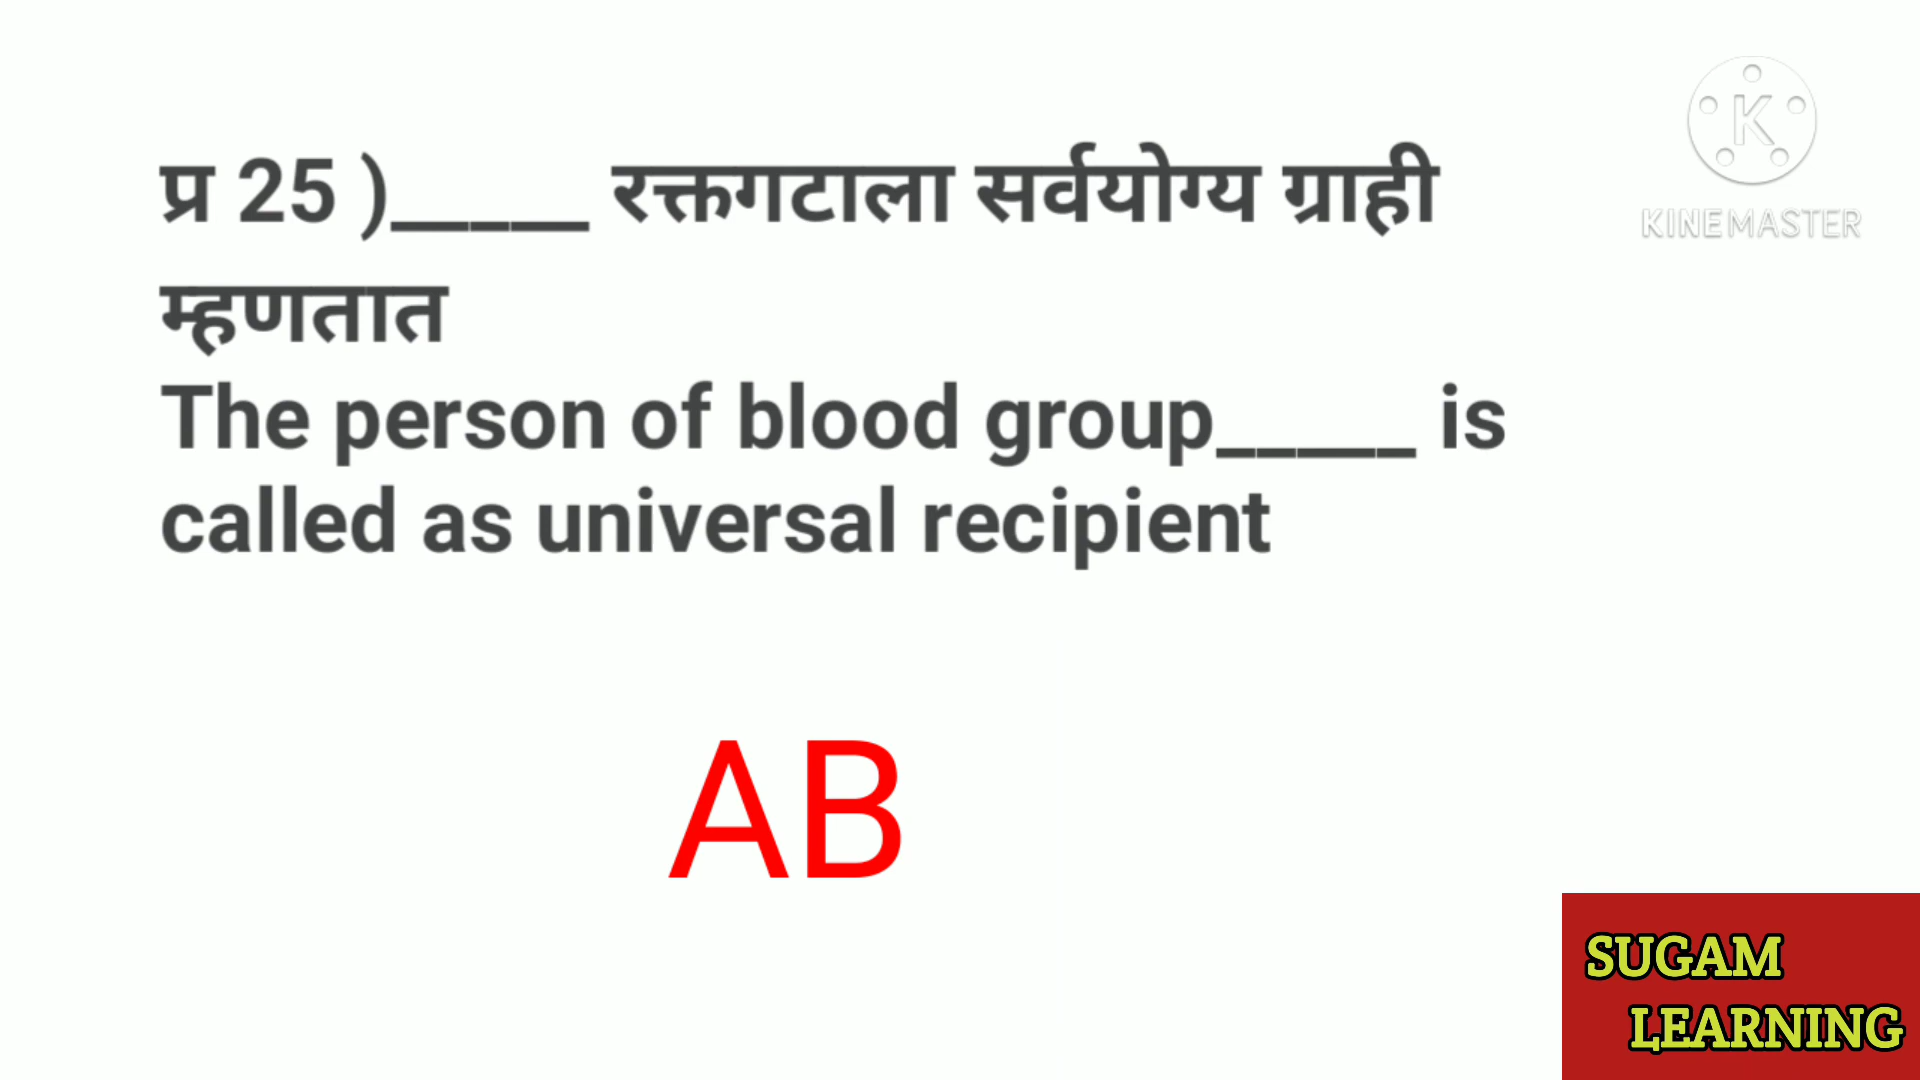 प्र 25 )_____ रक्तगटाला सर्वयोग्य ग्राही
म्हणतात
The person of blood group_____ is
called as universal recipient
AB
K
KINEMASTER
SUGAM
LEARNING